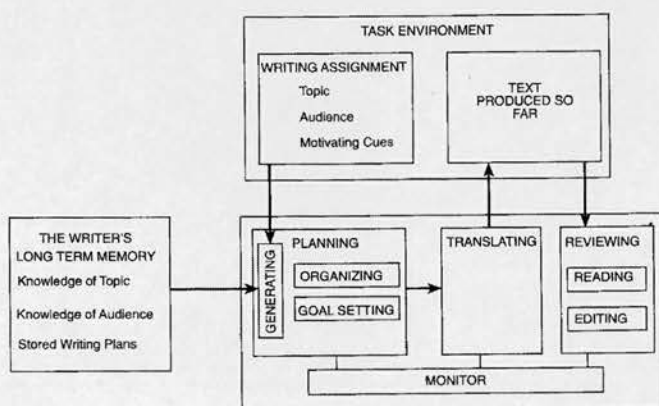 TASK ENVIRONMENT
WRITING ASSIGNMENT
Topic
Audience
Motivating Cues
TEXT
PRODUCED SO
FAR
THE WRITER'S
LONG TERM MEMORY
Knowledge of Topic
Knowledge of Audience
Stored Writing Plans
PLANNING
GENERATING
ORGANIZING
GOAL SETTING
TRANSLATING
REVIEWING
READING
EDITING
MONITOR